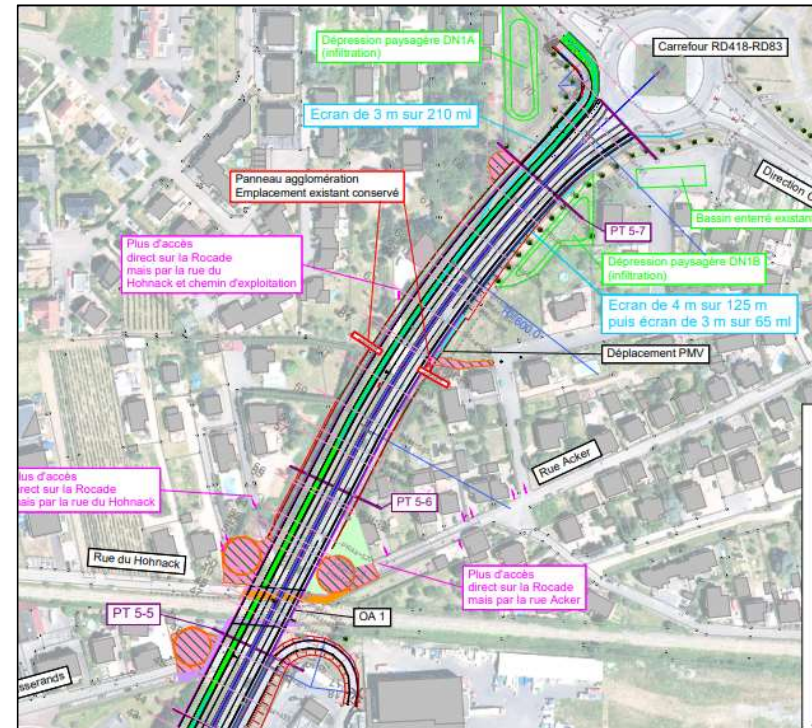 Dépression paysagère DN1A
(infiltration)
Carrefour RD418-RD83
Ecran de 3 m sur 210 ml
Panneau agglomération
Emplacement existant conservé
Direction
Bassin enterré existant
PT 5-7
Plus d'accès
direct sur la Rocade
mais par la rue du
Hohnack et chemin d'exploitation
Dépression paysagère DN1B
(infiltration)
Ecran de 4 m sur 125 m
puis écran de 3 m sur 65 ml
Déplacement PMV
Rue Acker
lus d'accès
irect sur la Rocade
mais par la rue du Hohnack
PT 5-6
Rue du Hohnack
Plus d'accès
direct sur la Rocade
mais par la rue Acker
PT 5-5
OA 1
sserands